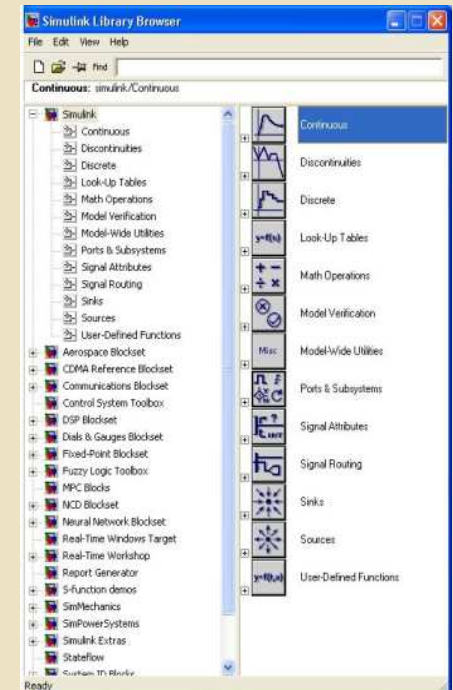 Simulink Library Browser
File Edit View Help
Find
Continuous: simulink/Continuous
Simulink
Continuous
Discontinuities
Discrete
Look-Up Tables
Math Operations
Model Verification
Model-Wide Utilities
Ports & Subsystems
Signal Attributes
Signal Routing
Sinks
Sources
User-Defined Functions
Aerospace Blockset
CDMA Reference Blockset
Communications Blockset
Control System Toolbox
DSP Blockset
Dials & Gauges Blockset
Fixed-Point Blockset
Fuzzy Logic Toolbox
MPC Blocks
NCD Blockset
Neural Network Blockset
Real-Time Windows Target
Real-Time Workshop
Report Generator
S-function demos
SimMechanics
SimPowerSystems
Simulink Extras
Stateflow
System ID Blocks
Continuous
Discontinuities
Discrete
y=f(u) Look-Up Tables
Math Operations
Model Verification
Misc Model-Wide Utilities
Ports & Subsystems
Signal Attributes
Signal Routing
Sinks
Sources
User-Defined Functions
Ready